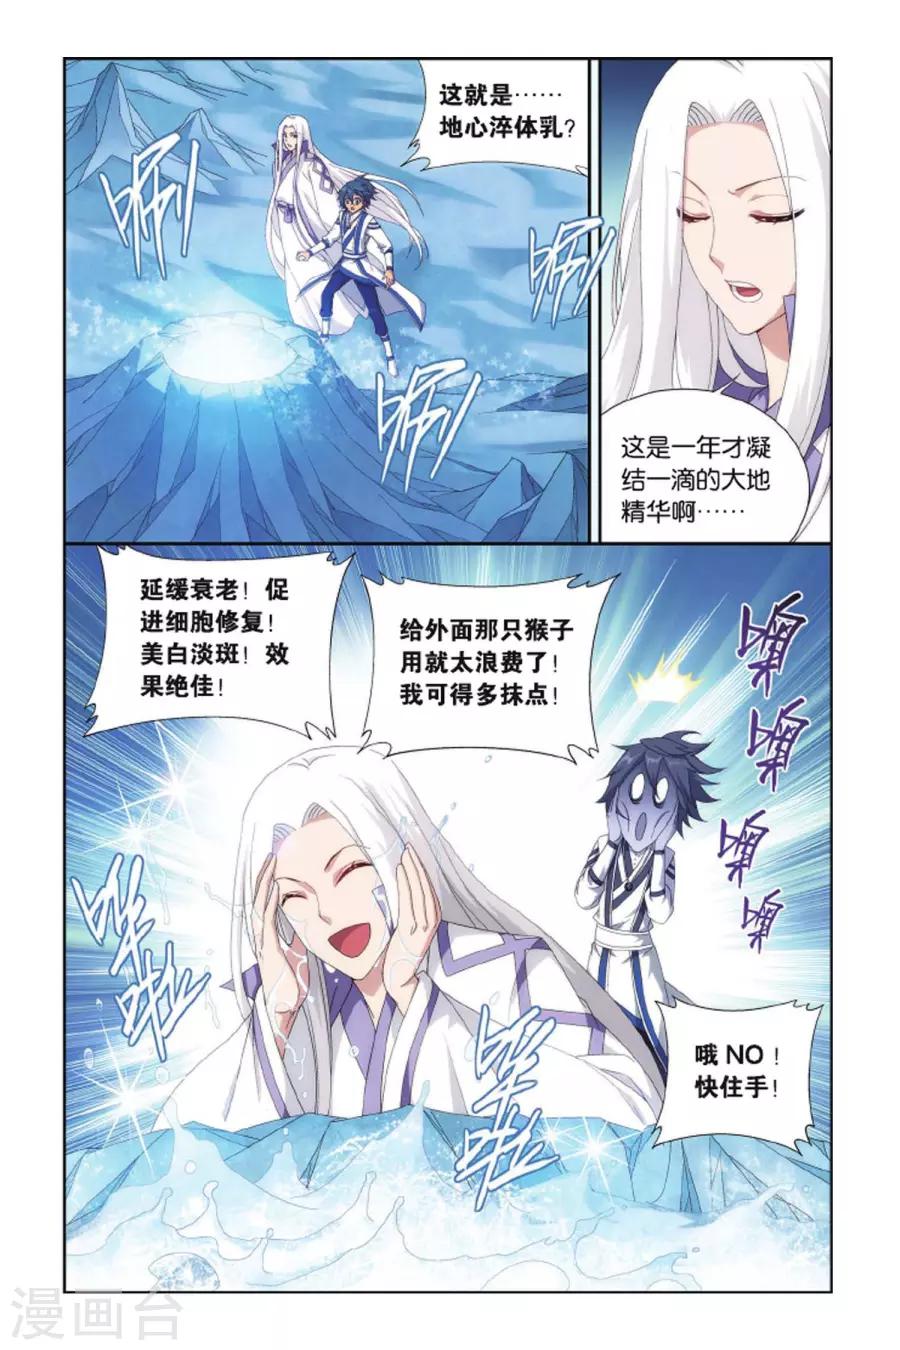 这就是……
地心淬体乳？
唰
唰
唰
这是一年才凝
结一滴的大地
精华啊……
延缓衰老！促
进细胞修复！
美白淡斑！效
果绝佳！
给外面那只猴子
用就太浪费了！
我可得多抹点！
噢
噢
噢
噢
哗啦
哗啦
哦NO！
快住手！
漫画台